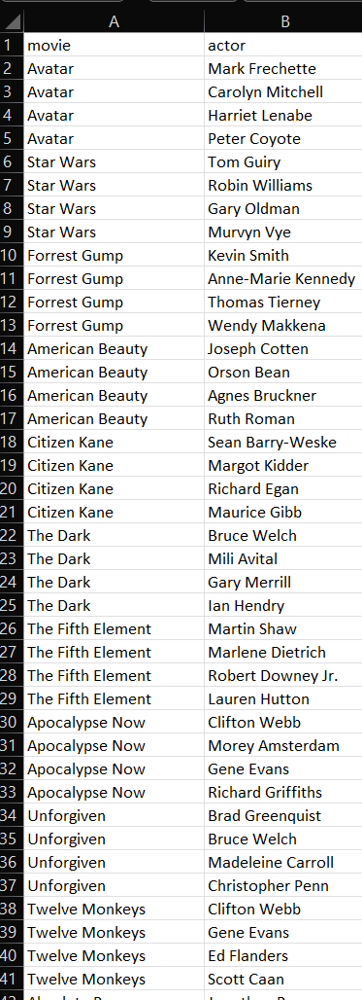 A B
1 movie actor
2 Avatar Mark Frechette
3 Avatar Carolyn Mitchell
4 Avatar Harriet Lenabe
5 Avatar Peter Coyote
6 Star Wars Tom Guiry
7 Star Wars Robin Williams
8 Star Wars Gary Oldman
9 Star Wars Murvyn Vye
10 Forrest Gump Kevin Smith
11 Forrest Gump Anne-Marie Kennedy
12 Forrest Gump Thomas Tierney
13 Forrest Gump Wendy Makkena
14 American Beauty Joseph Cotten
15 American Beauty Orson Bean
16 American Beauty Agnes Bruckner
17 American Beauty Ruth Roman
18 Citizen Kane Sean Barry-Weske
19 Citizen Kane Margot Kidder
20 Citizen Kane Richard Egan
21 Citizen Kane Maurice Gibb
22 The Dark Bruce Welch
23 The Dark Mili Avital
24 The Dark Gary Merrill
25 The Dark Ian Hendry
26 The Fifth Element Martin Shaw
27 The Fifth Element Marlene Dietrich
28 The Fifth Element Robert Downey Jr.
29 The Fifth Element Lauren Hutton
30 Apocalypse Now Clifton Webb
31 Apocalypse Now Morey Amsterdam
32 Apocalypse Now Gene Evans
33 Apocalypse Now Richard Griffiths
34 Unforgiven Brad Greenquist
35 Unforgiven Bruce Welch
36 Unforgiven Madeleine Carroll
37 Unforgiven Christopher Penn
38 Twelve Monkeys Clifton Webb
39 Twelve Monkeys Gene Evans
40 Twelve Monkeys Ed Flanders
41 Twelve Monkeys Scott Caan